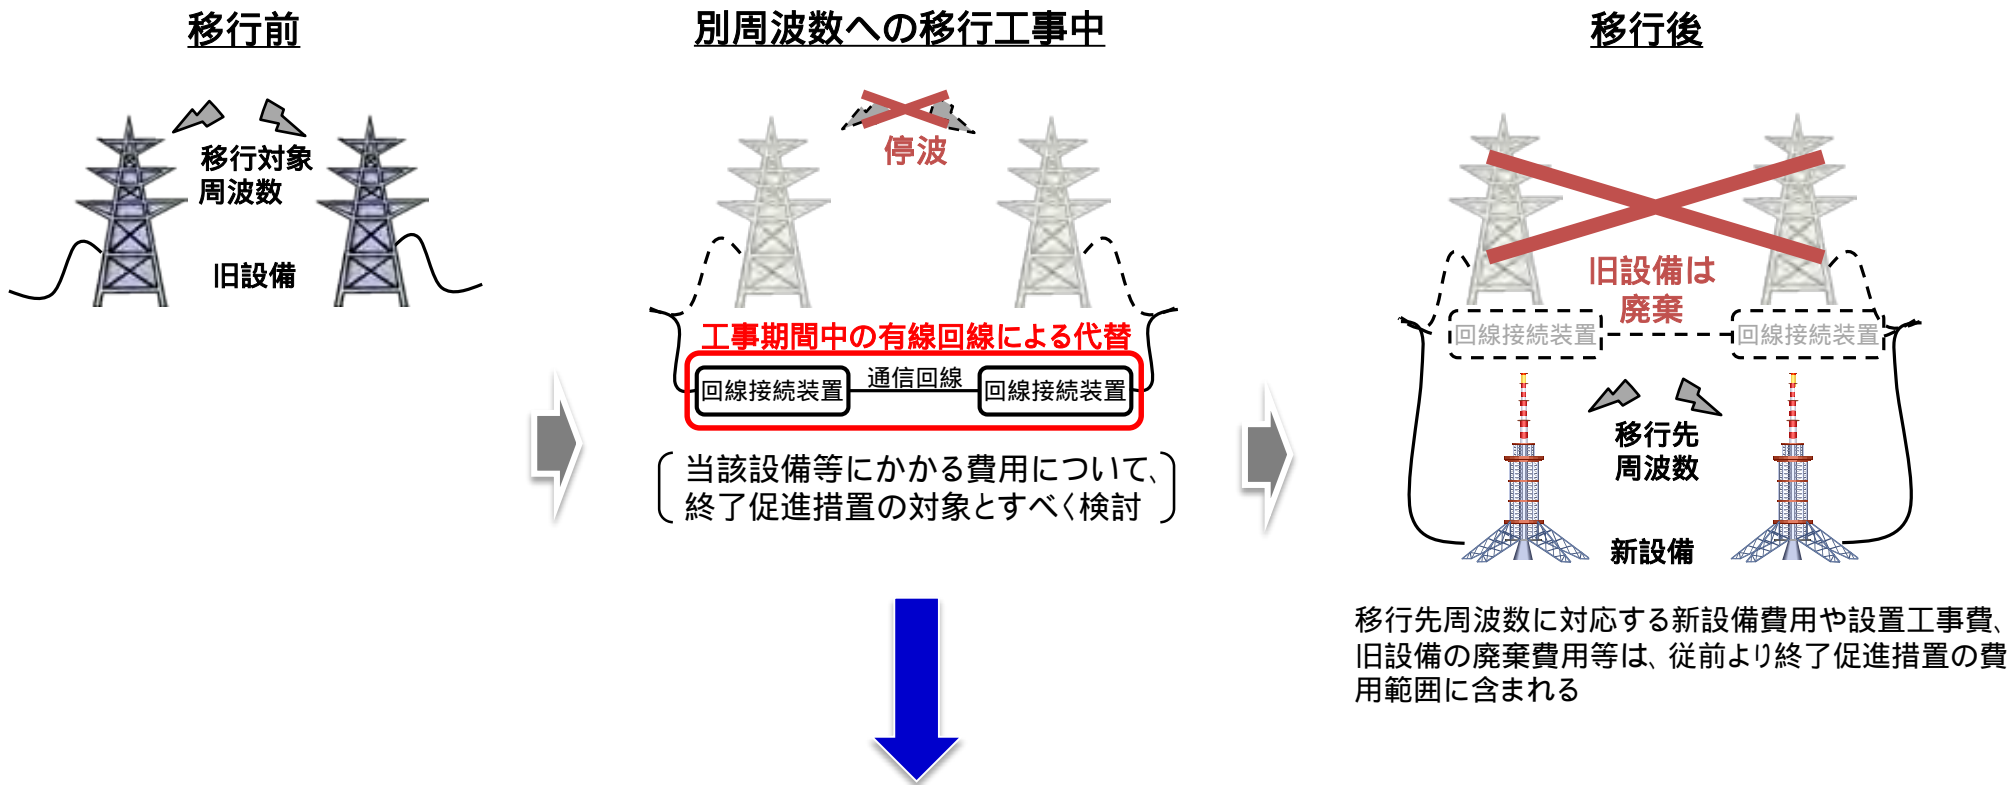 移行前
移行対象
周波数
旧設備
別周波数への移行工事中
停波
工事期間中の有線回線による代替
回線接続装置
通信回線
回線接続装置
当該設備等にかかる費用について、
終了促進措置の対象とすべく検討
移行後
旧設備は
廃棄
回線接続装置
回線接続装置
移行先
周波数
新設備
移行先周波数に対応する新設備費用や設置工事費、
旧設備の廃棄費用等は、従前より終了促進措置の費
用範囲に含まれる